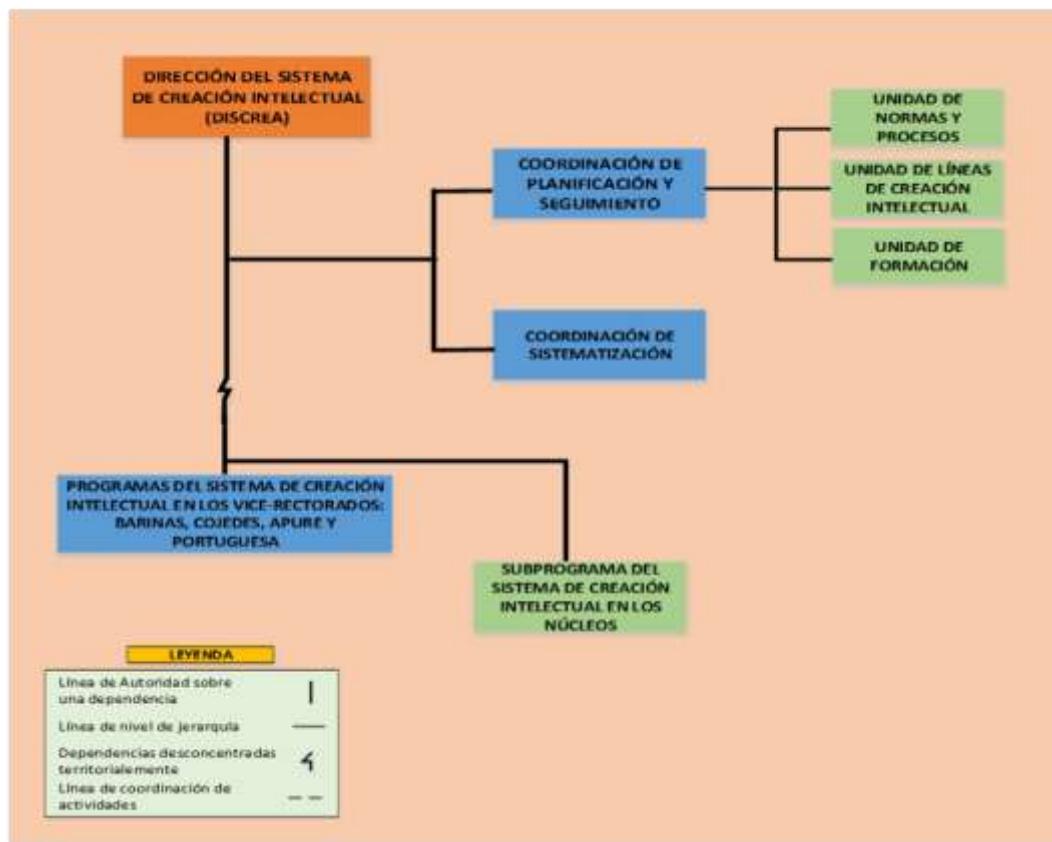 DIRECCIÓN DEL SISTEMA
DE CREACIÓN INTELECTUAL
(DISCREA)
COORDINACIÓN DE
PLANIFICACIÓN Y
SEGUIMIENTO
UNIDAD DE
NORMAS Y
PROCESOS
UNIDAD DE LÍNEAS
DE CREACIÓN
INTELECTUAL
UNIDAD DE
FORMACIÓN
COORDINACIÓN DE
SISTEMATIZACIÓN
PROGRAMAS DEL SISTEMA DE CREACIÓN
INTELECTUAL EN LOS VICE-RECTORADOS:
BARINAS, COJEDES, APURE Y
PORTUGUESA
SUBPROGRAMA DEL
SISTEMA DE CREACIÓN
INTELECTUAL EN LOS
NÚCLEOS
LEYENDA
Línea de Autoridad sobre
una dependencia
Línea de nivel de jerarquía
Dependencias desconcentradas
territorialemente
Línea de coordinación de
actividades